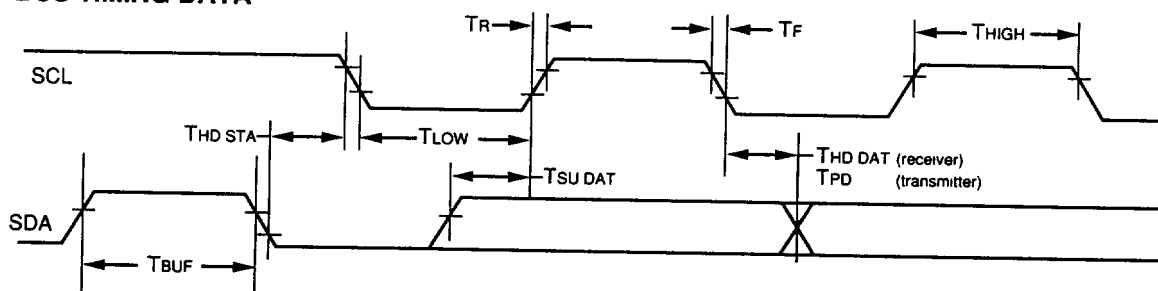 TR
TF
THIGH
SCL
THD STA
TLOW
THD DAT (receiver)
TSU DAT
TPD (transmitter)
SDA
TBUF